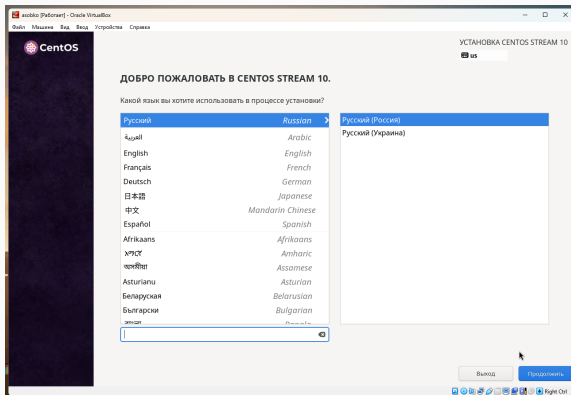 asobko [Работает] - Oracle VirtualBox
Файл Машина Вид Ввод Устройства Справка
CentOS
УСТАНОВКА CENTOS STREAM 10
us
ДОБРО ПОЖАЛОВАТЬ В CENTOS STREAM 10.
Какой язык вы хотите использовать в процессе установки?
Русский Russian
العربية Arabic
English English
Français French
Deutsch German
日本語 Japanese
中文 Mandarin Chinese
Español Spanish
Afrikaans Afrikaans
አማርኛ Amharic
অসমীয়া Assamese
Asturianu Asturian
Беларуская Belarusian
Български Bulgarian
Русский (Россия)
Русский (Украина)
Выход
Продолжить
Right Ctrl